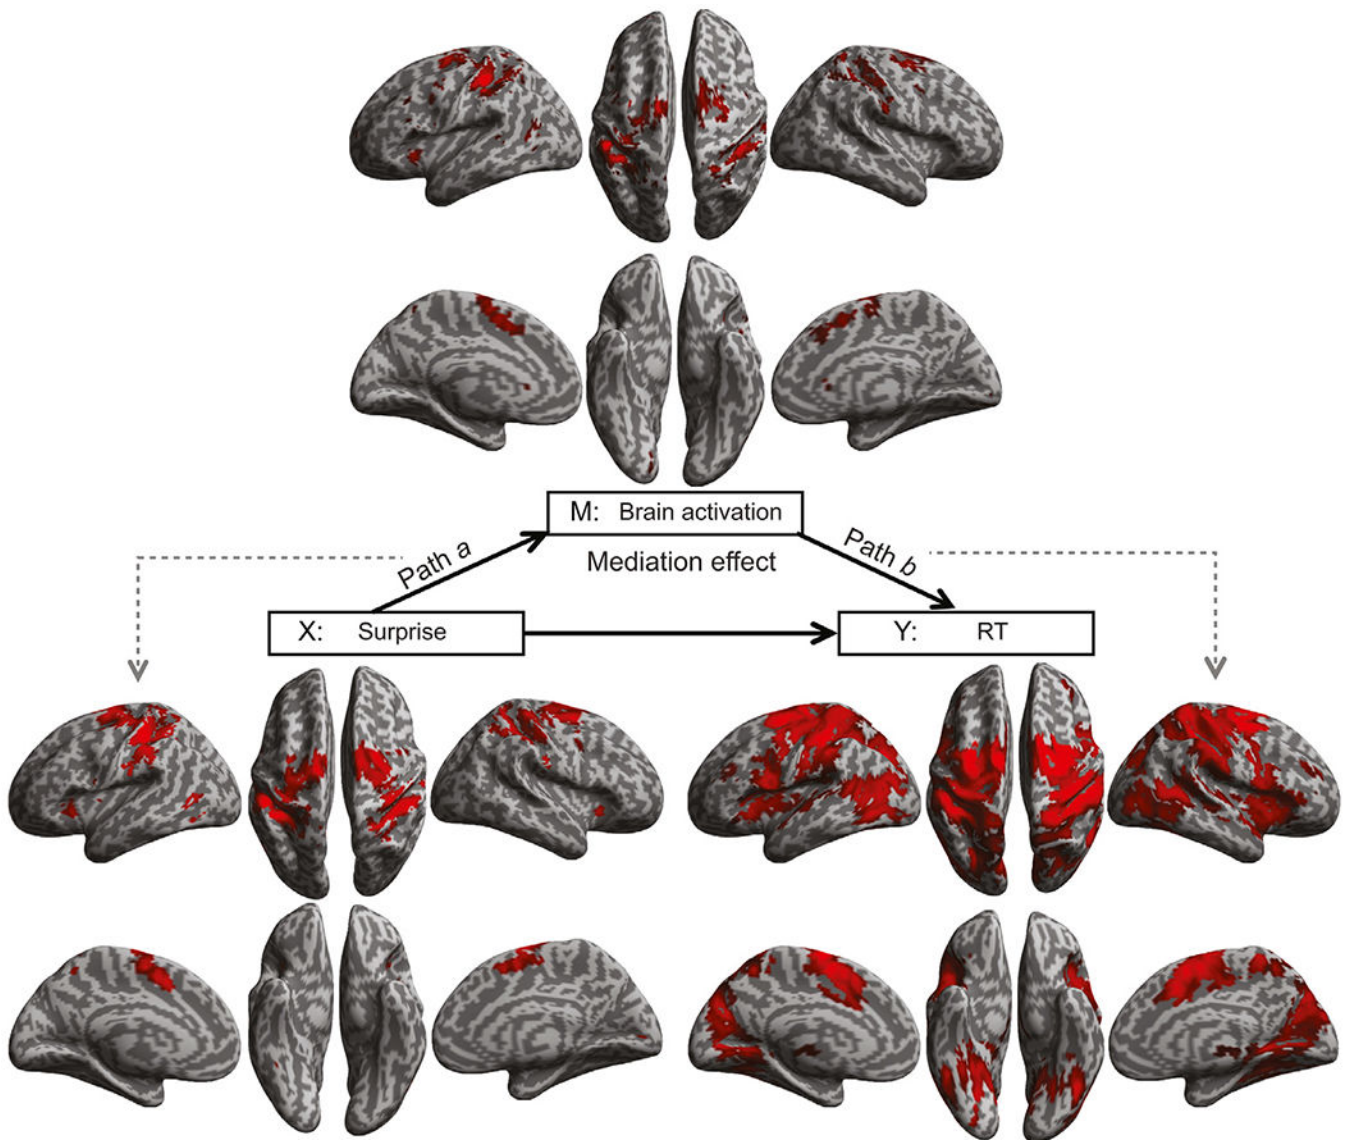 M: Brain activation
Path a
Mediation effect
Path b
X: Surprise
Y: RT